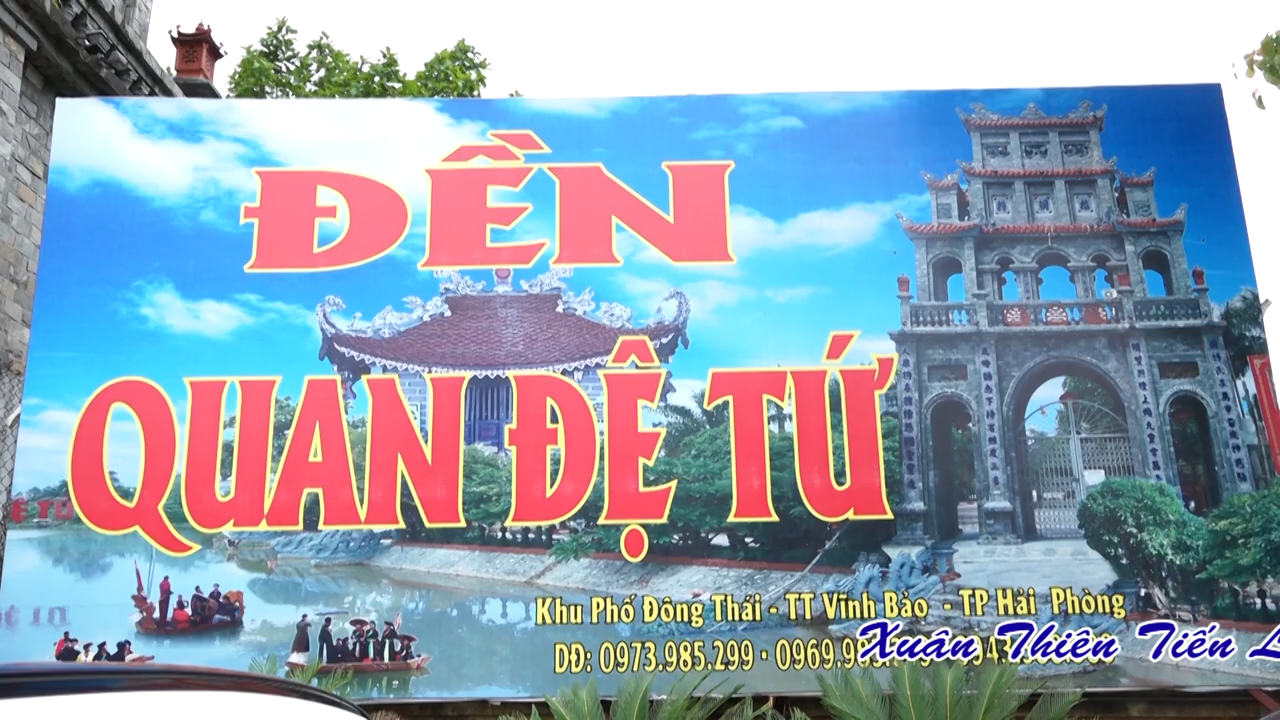 ĐỀN
QUAN ĐỆ TỨ
Khu Phố Đông Thái - TT Vĩnh Bảo - TP Hải Phòng
DĐ: 0973.985.299 •
Xuân Thiên Tiến